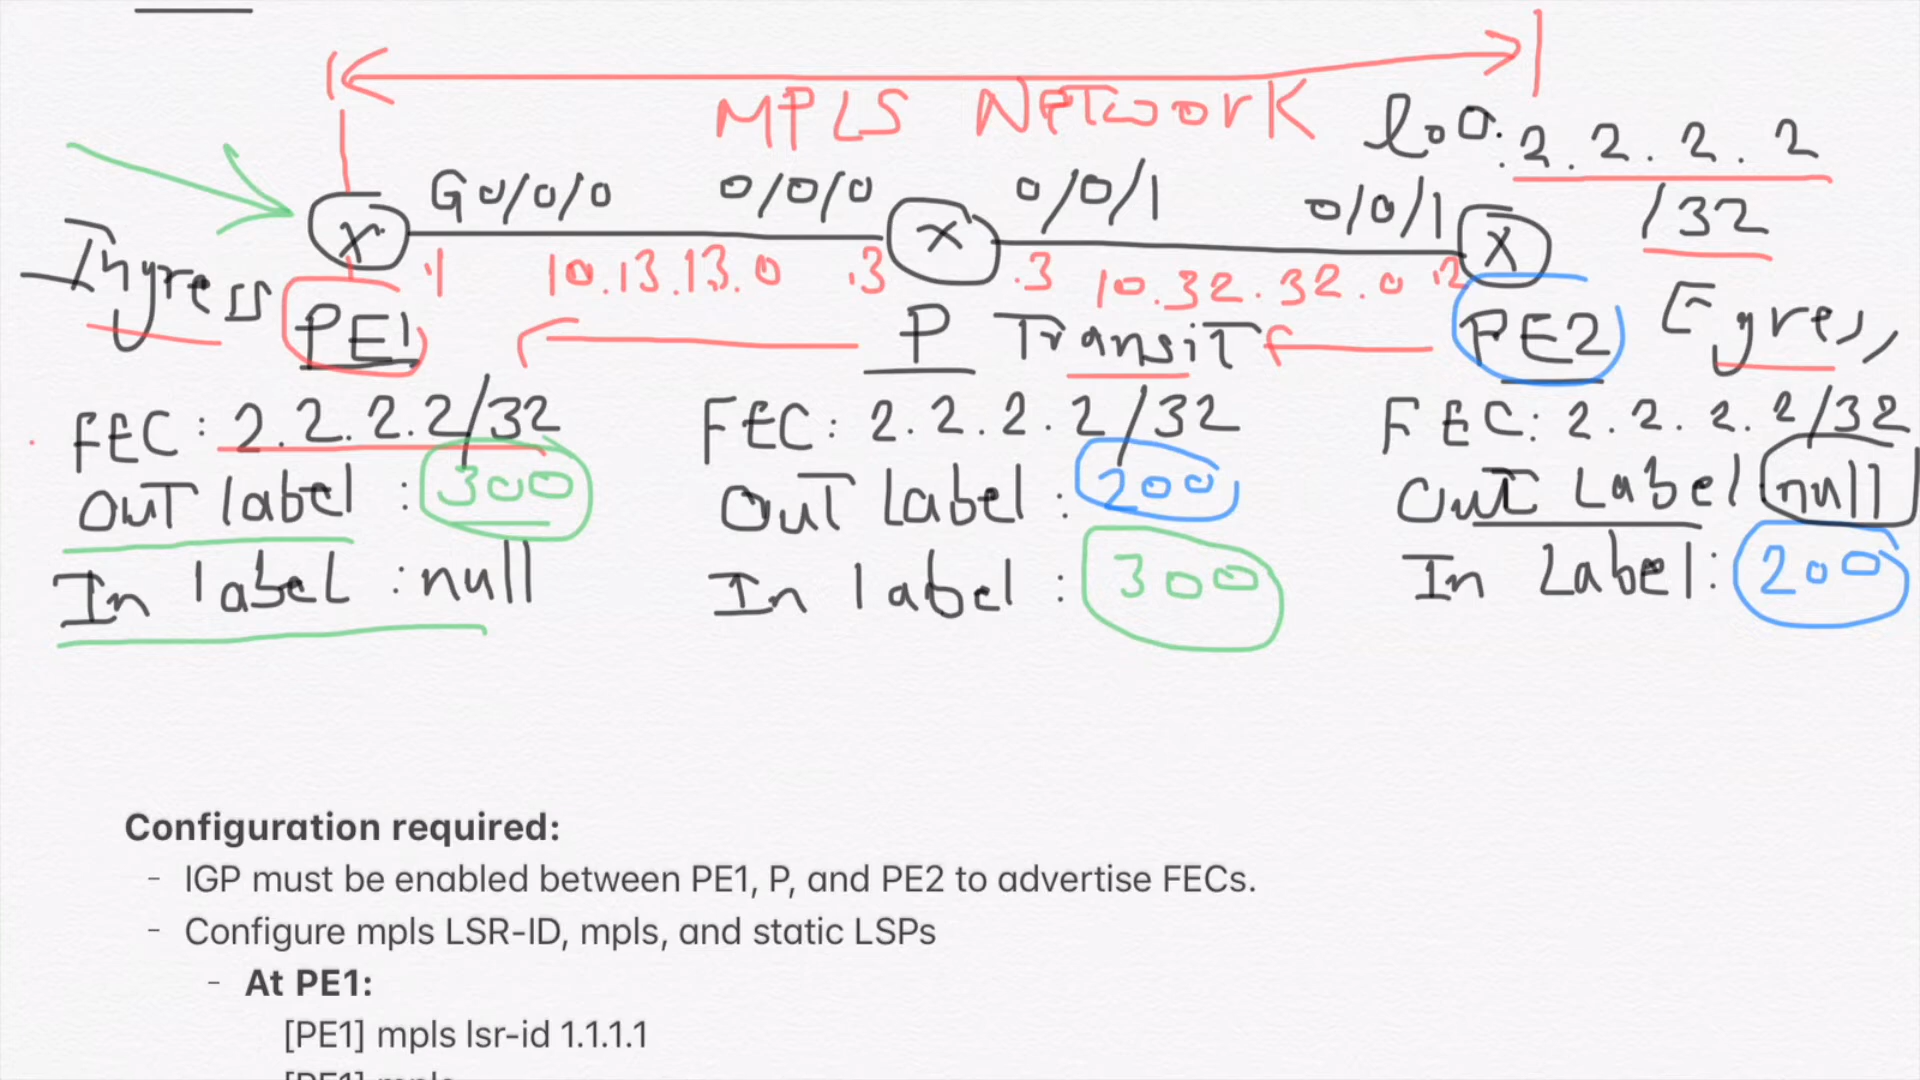 MPLS Network
lo0: 2.2.2.2
/32
G0/0/0 0/0/0 0/0/1 0/0/1
Ingress .1 10.13.13.0 .3 .3 10.32.32.0 .2
PE1 P Transit PE2 Egress
FEC: 2.2.2.2/32 FEC: 2.2.2.2/32 FEC: 2.2.2.2/32
Out label : 300 Out Label : 200 Out Label null
In label : null In label : 300 In Label: 200
Configuration required:
- IGP must be enabled between PE1, P, and PE2 to advertise FECs.
- Configure mpls LSR-ID, mpls, and static LSPs
- At PE1:
[PE1] mpls lsr-id 1.1.1.1
[PE1] mpls